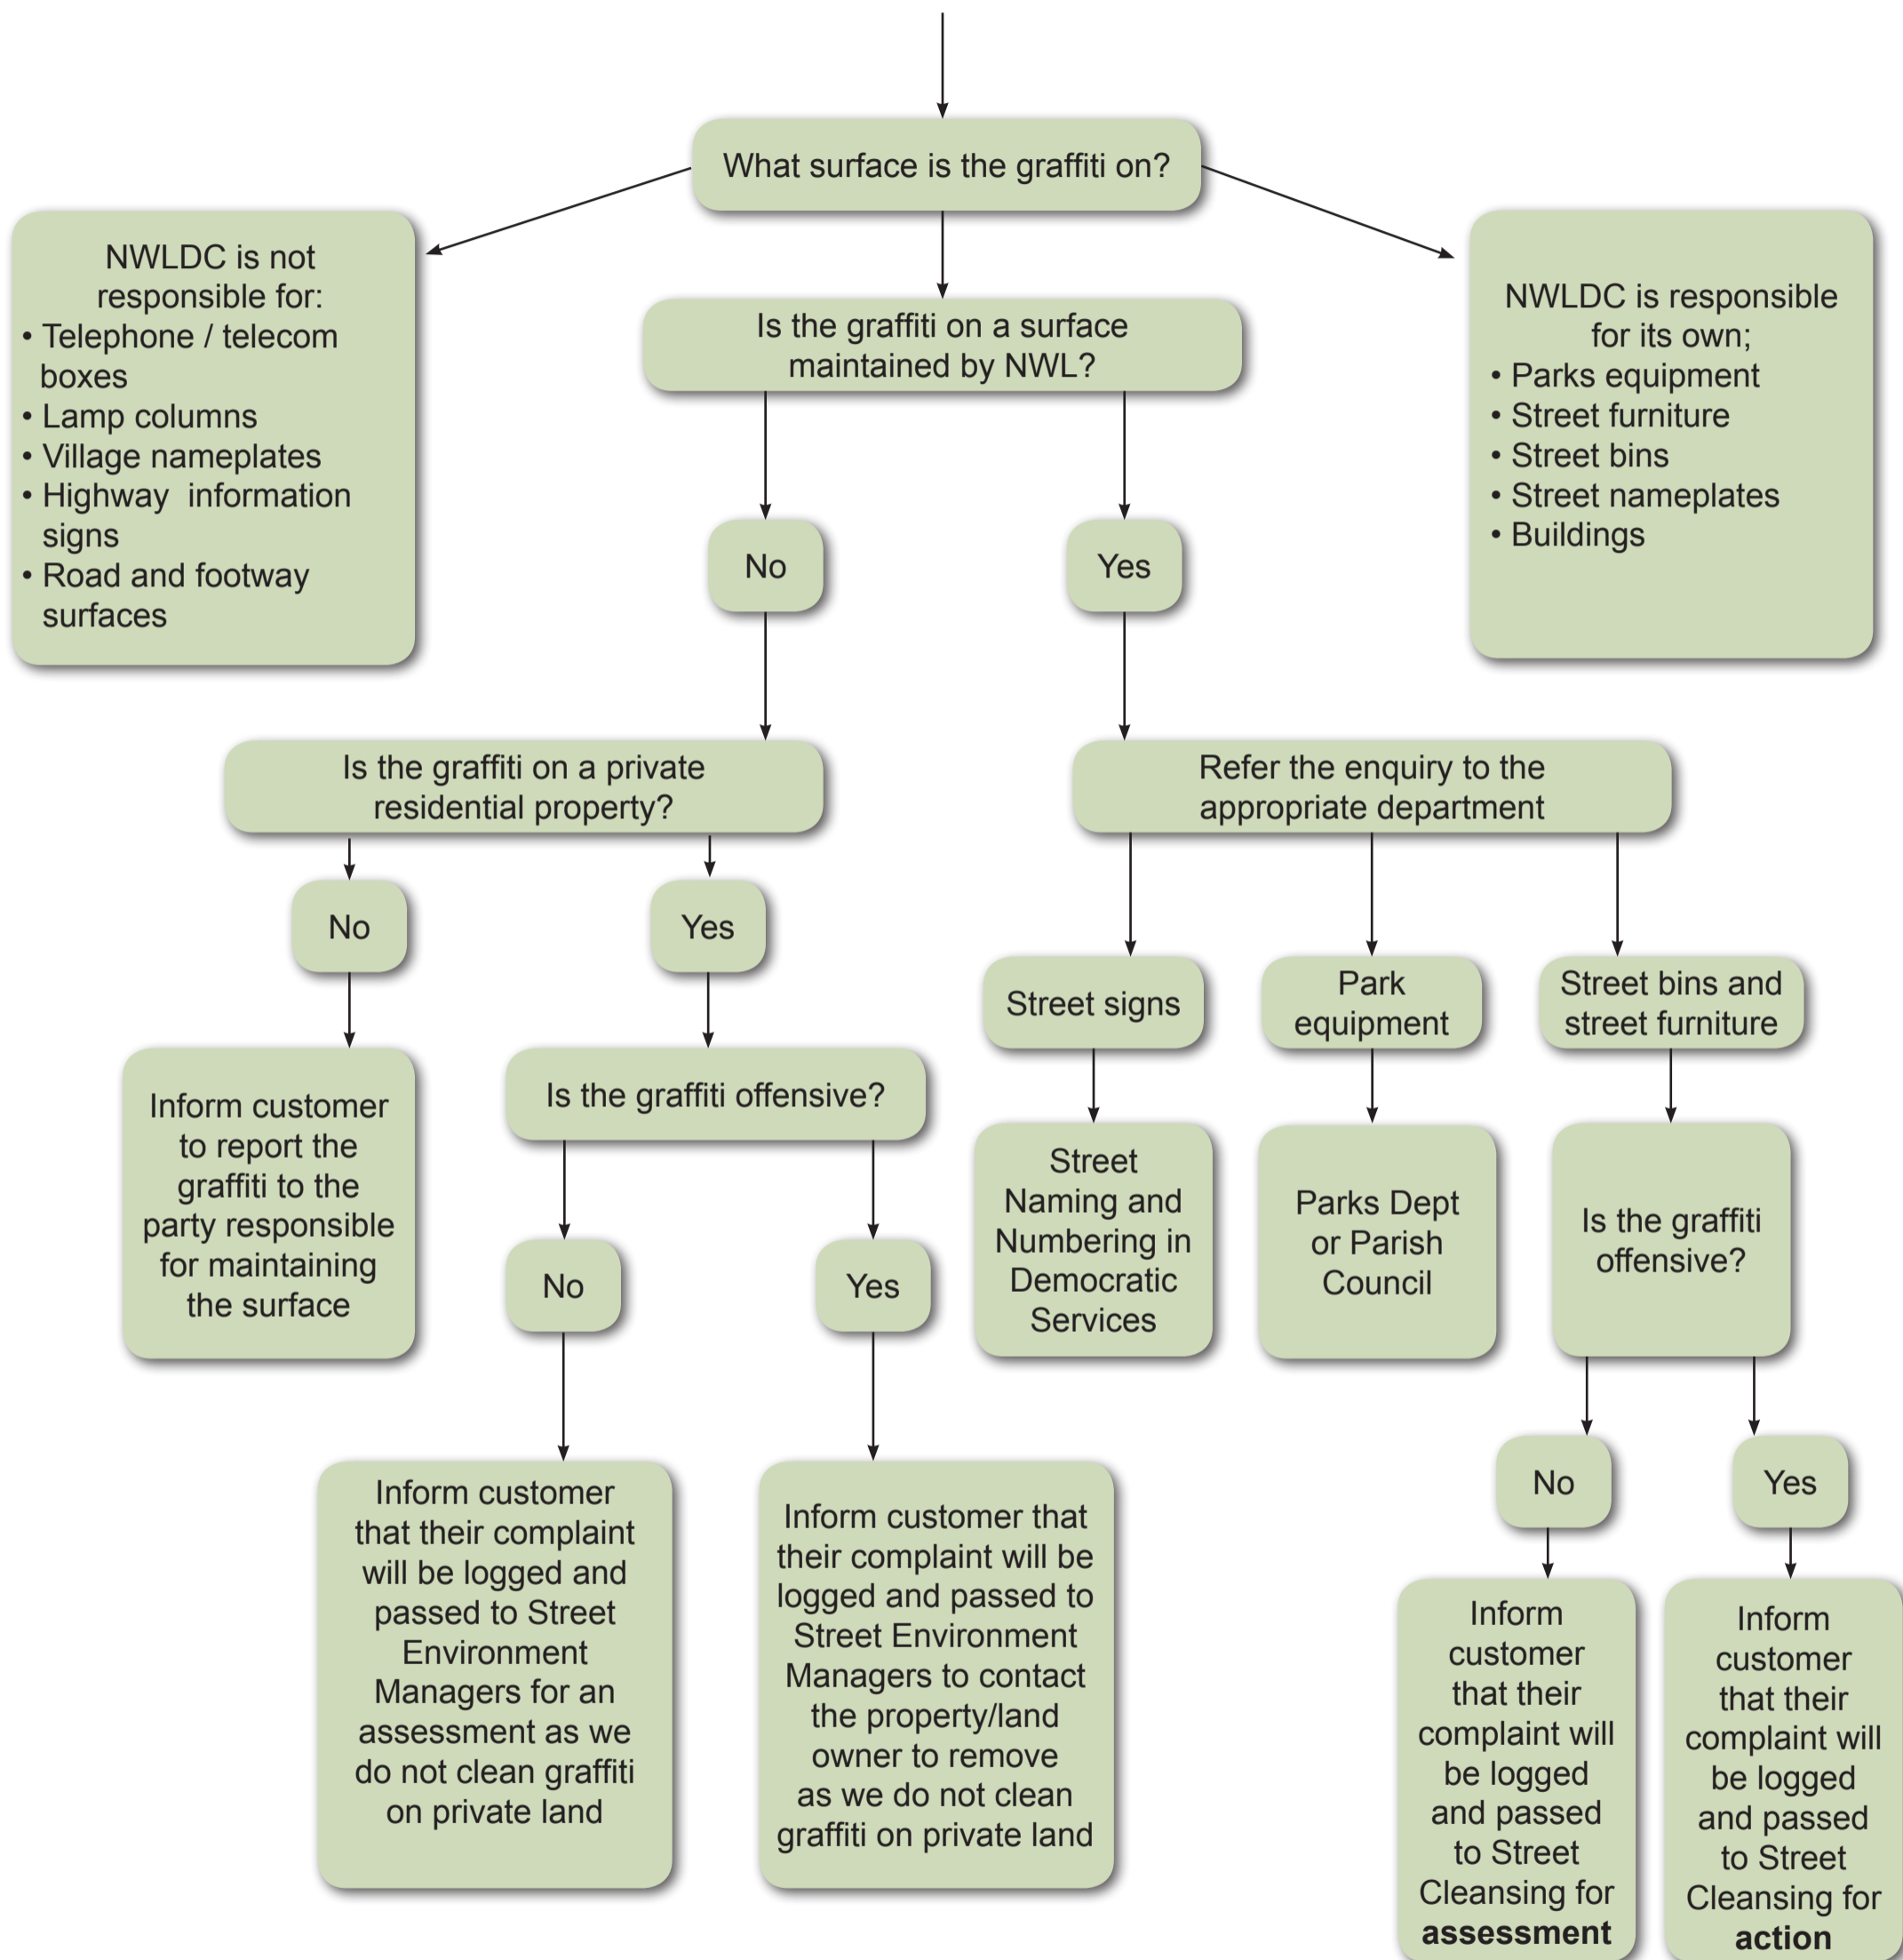 What surface is the graffiti on?
NWLDC is not
responsible for:
• Telephone / telecom
boxes
• Lamp columns
• Village nameplates
• Highway information
signs
• Road and footway
surfaces
Is the graffiti on a surface
maintained by NWL?
NWLDC is responsible
for its own;
• Parks equipment
• Street furniture
• Street bins
• Street nameplates
• Buildings
No
Yes
Is the graffiti on a private
residential property?
Refer the enquiry to the
appropriate department
No
Yes
Street signs
Park
equipment
Street bins and
street furniture
Inform customer
to report the
graffiti to the
party responsible
for maintaining
the surface
Is the graffiti offensive?
Street
Naming and
Numbering in
Democratic
Services
Parks Dept
or Parish
Council
Is the graffiti
offensive?
No
Yes
No
Yes
Inform customer
that their complaint
will be logged and
passed to Street
Environment
Managers for an
assessment as we
do not clean graffiti
on private land
Inform customer that
their complaint will be
logged and passed to
Street Environment
Managers to contact
the property/land
owner to remove
as we do not clean
graffiti on private land
Inform
customer
that their
complaint will
be logged
and passed
to Street
Cleansing for
assessment
Inform
customer
that their
complaint will
be logged
and passed
to Street
Cleansing for
action